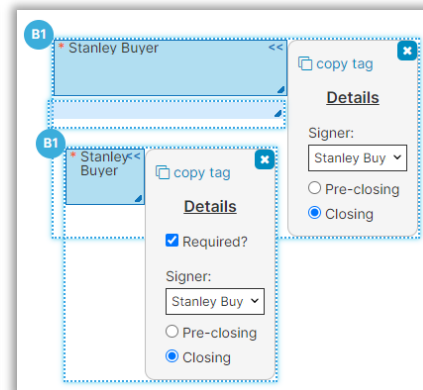 B1
* Stanley Buyer <<
copy tag
Details
Signer:
Stanley Buy
Pre-closing
Closing
B1
* Stanley <<
Buyer
copy tag
Details
Required?
Signer:
Stanley Buy
Pre-closing
Closing